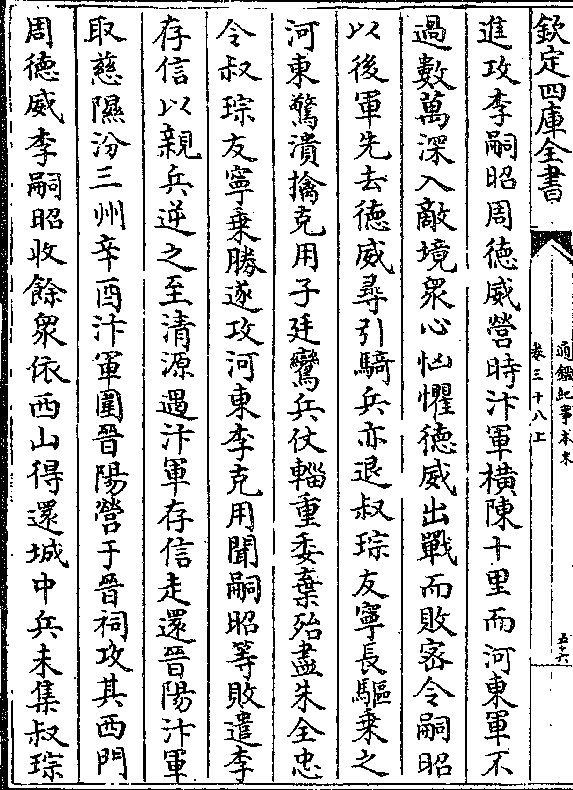 欽定四庫全書
通鑑紀事本末
卷三十八上
五十六
進攻李嗣昭周德威營時汴軍橫陳十里而河東軍不
過數萬深入敵境衆心忷懼德威出戰而敗密令嗣昭
以後軍先去德威尋引騎兵亦退叔琮友寧長驅乗之
河東驚潰擒克用子廷鸞兵仗輜重委棄殆盡朱全忠
令叔琮友寧乗勝遂攻河東李克用聞嗣昭等敗遣李
存信以親兵逆之至清源遇汴軍存信走還晉陽汴軍
取慈隰汾三州辛酉汴軍圍晉陽營于晉祠攻其西門
周德威李嗣昭收餘衆依西山得還城中兵未集叔琮